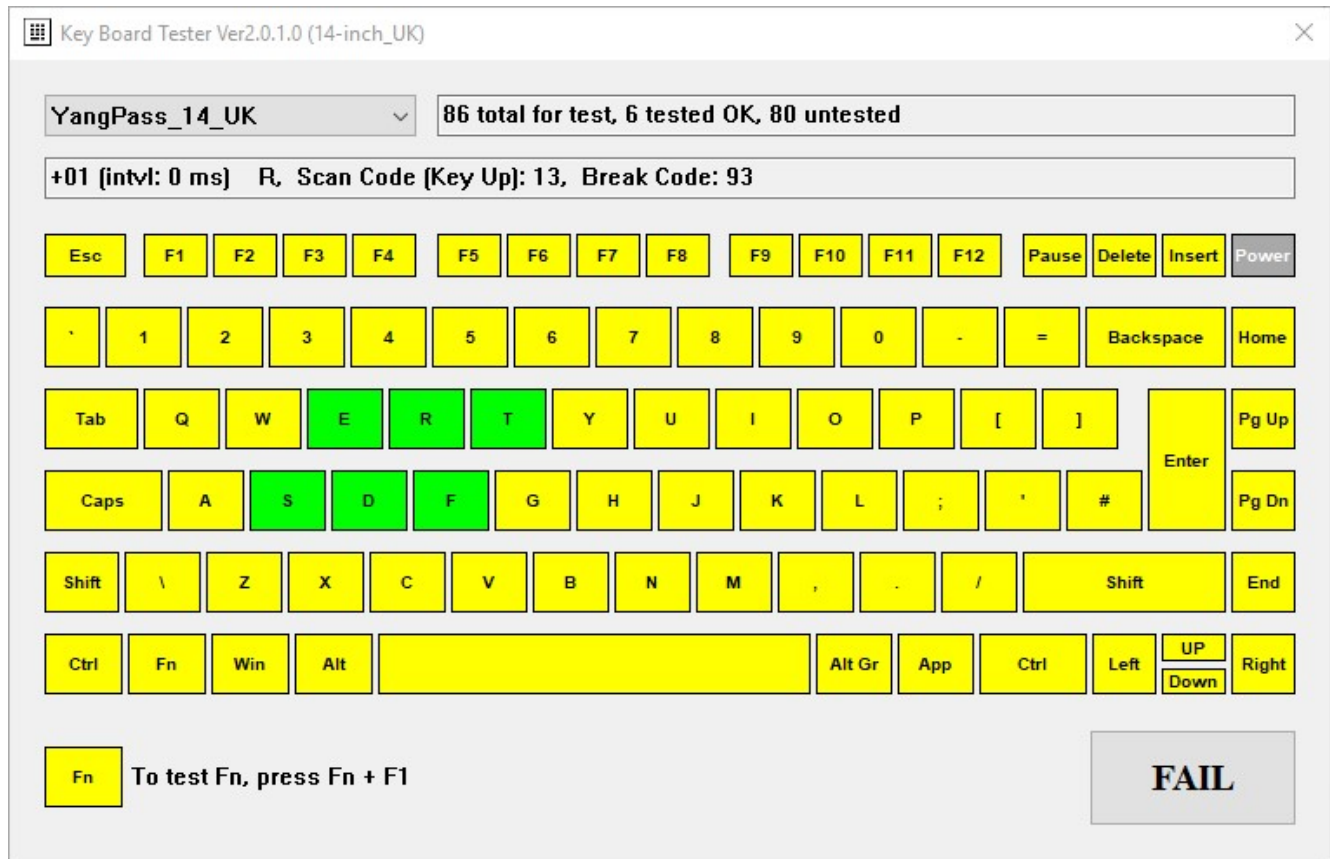 Key Board Tester Ver2.0.1.0 (14-inch_UK)
YangPass_14_UK 86 total for test, 6 tested OK, 80 untested
+01 (intvl: 0 ms) R, Scan Code (Key Up): 13, Break Code: 93
Esc F1 F2 F3 F4 F5 F6 F7 F8 F9 F10 F11 F12 Pause Delete Insert Power
` 1 2 3 4 5 6 7 8 9 0 - = Backspace Home
Tab Q W E R T Y U I O P [ ] Enter Pg Up
Caps A S D F G H J K L ; ' # Pg Dn
Shift \ Z X C V B N M , . / Shift End
Ctrl Fn Win Alt Alt Gr App Ctrl Left UP Down Right
Fn To test Fn, press Fn + F1 FAIL